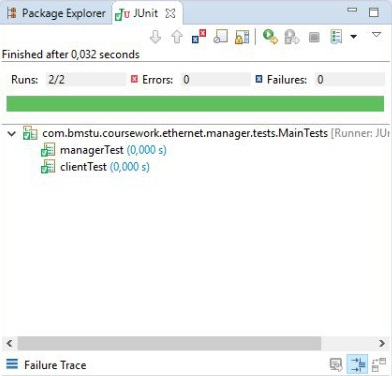 Package Explorer JUnit
Finished after 0,032 seconds
Runs: 2/2 Errors: 0 Failures: 0
com.bmstu.coursework.ethernet.manager.tests.MainTests [Runner: JUn
managerTest (0,000 s)
clientTest (0,000 s)
Failure Trace